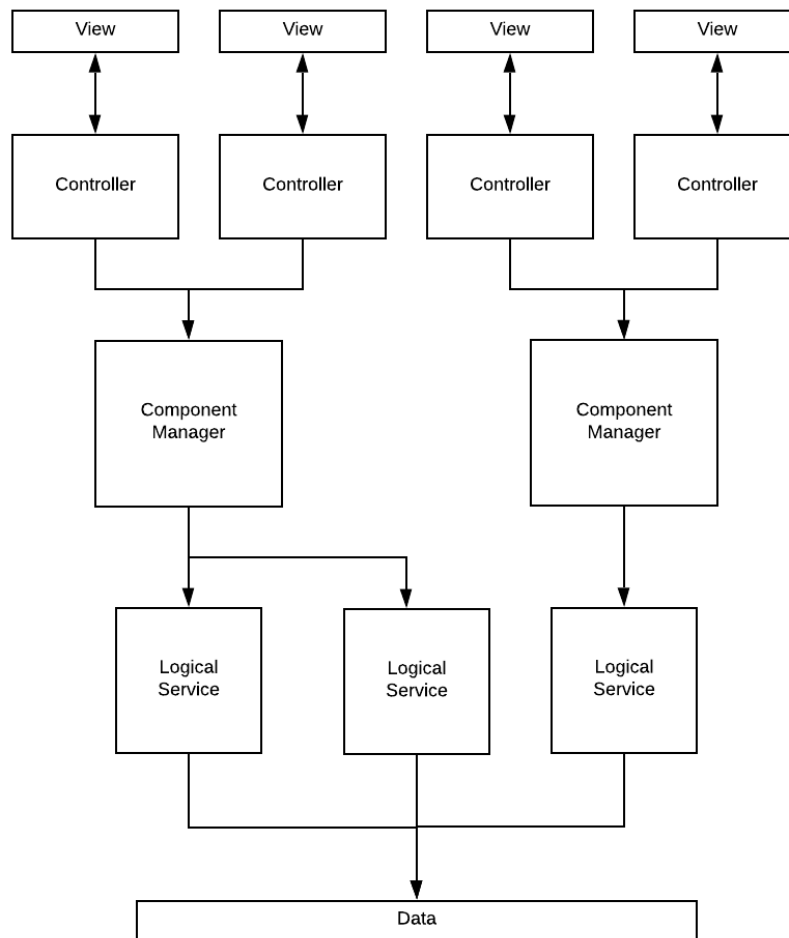 View
View
View
View
Controller
Controller
Controller
Controller
Component
Manager
Component
Manager
Logical
Service
Logical
Service
Logical
Service
Data